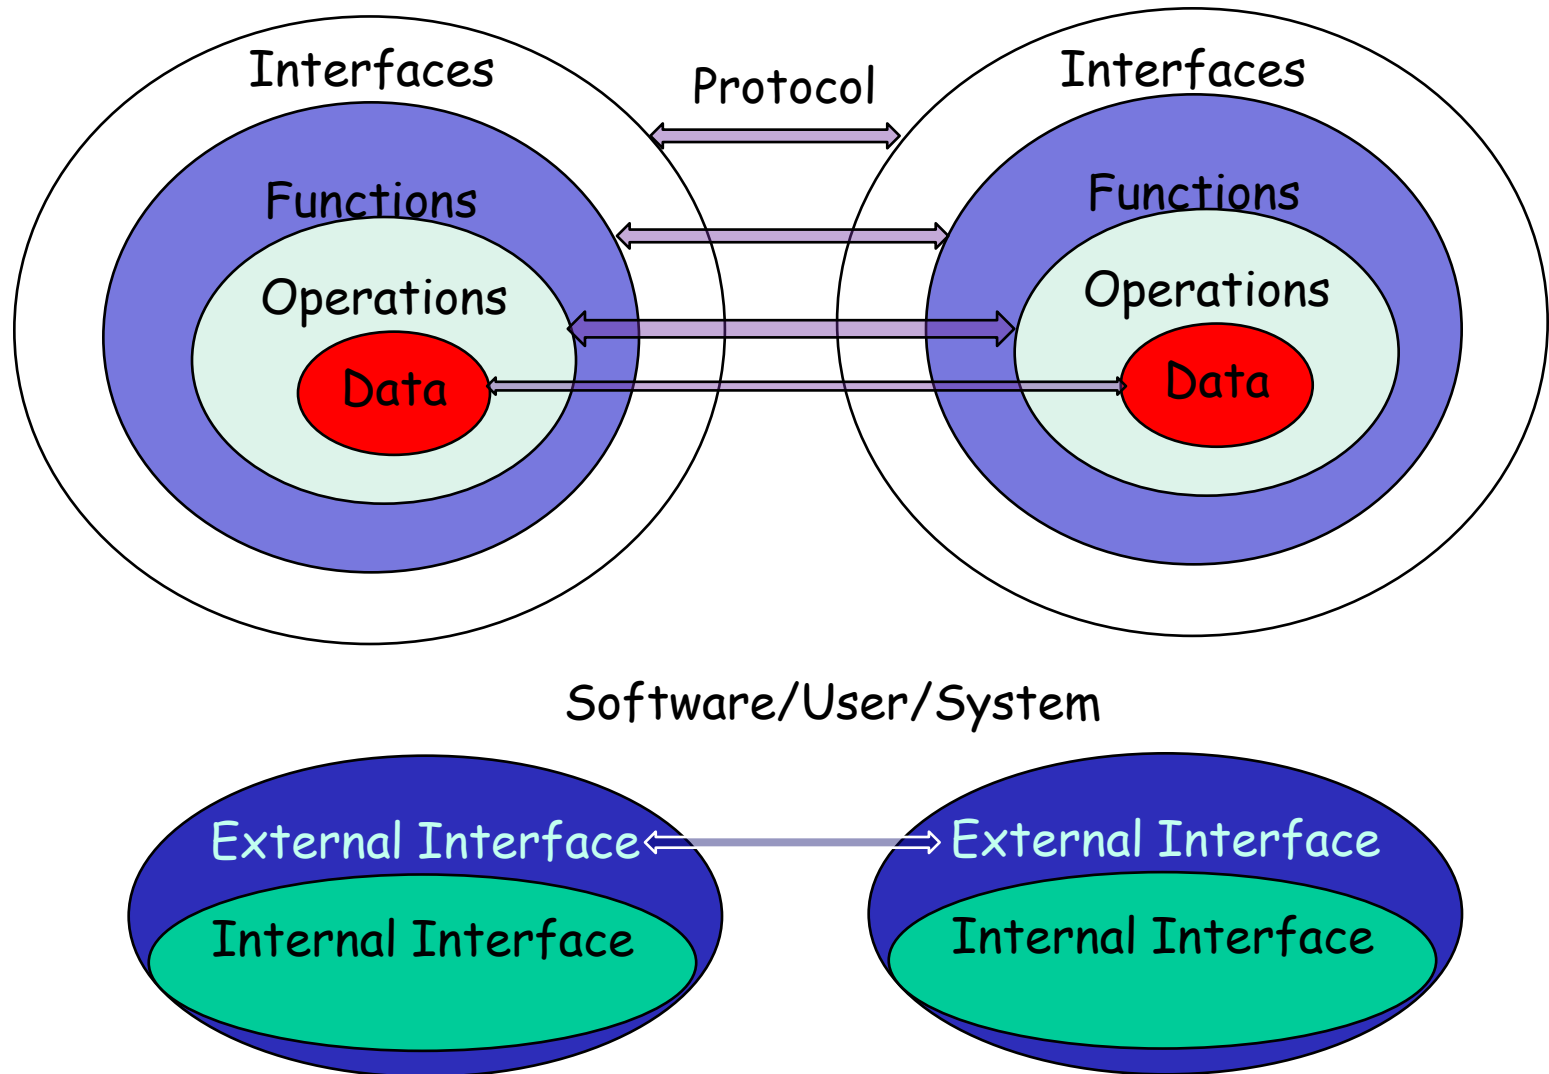 Interfaces
Protocol
Interfaces
Functions
Functions
Operations
Operations
Data
Data
Software/User/System
External Interface
External Interface
Internal Interface
Internal Interface